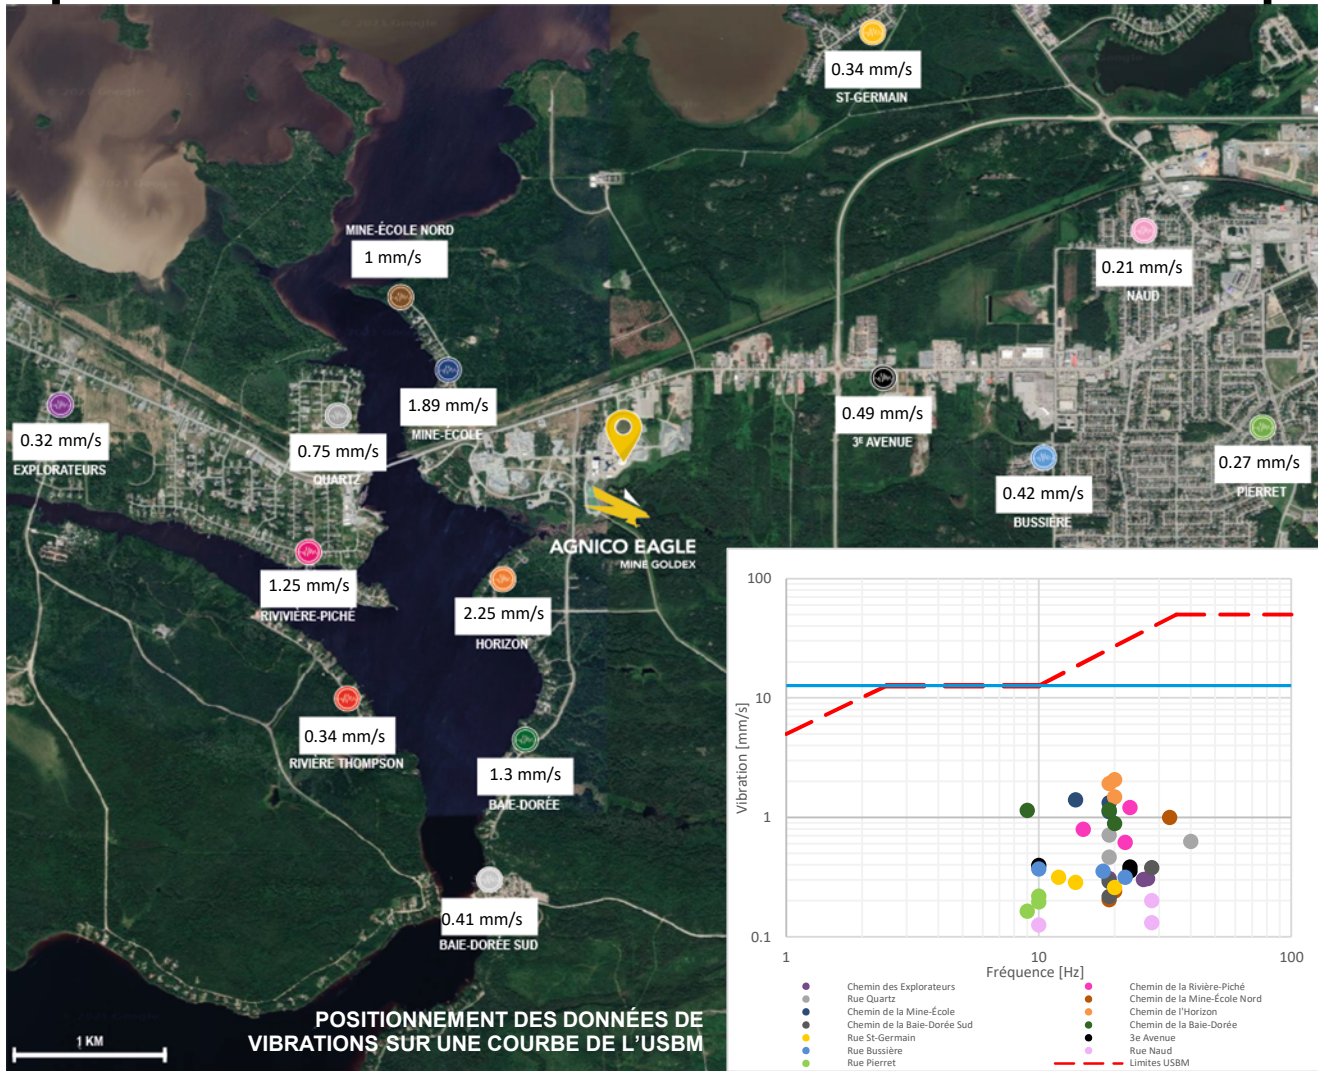 0.34 mm/s
ST-GERMAIN
MINE-ÉCOLE NORD
1 mm/s
0.21 mm/s
NAUD
1.89 mm/s
MINE-ÉCOLE
0.32 mm/s
EXPLORATEURS
0.75 mm/s
QUARTZ
0.49 mm/s
3E AVENUE
0.42 mm/s
BUSSIERE
0.27 mm/s
PIERRET
AGNICO EAGLE
MINE GOLDEX
1.25 mm/s
RIVIVIÈRE-PICHÉ
2.25 mm/s
HORIZON
0.34 mm/s
RIVIÈRE THOMPSON
1.3 mm/s
BAIE-DORÉE
0.41 mm/s
BAIE-DORÉE SUD
POSITIONNEMENT DES DONNÉES DE
VIBRATIONS SUR UNE COURBE DE L'USBM
1 KM
100
10
1
0.1
Vibration [mm/s]
1
10
100
Fréquence [Hz]
Chemin des Explorateurs
Chemin de la Rivière-Piché
Rue Quartz
Chemin de la Mine-École Nord
Chemin de la Mine-École
Chemin de l'Horizon
Chemin de la Baie-Dorée Sud
Chemin de la Baie-Dorée
Rue St-Germain
3e Avenue
Rue Bussière
Rue Naud
Rue Pierret
Limites USBM